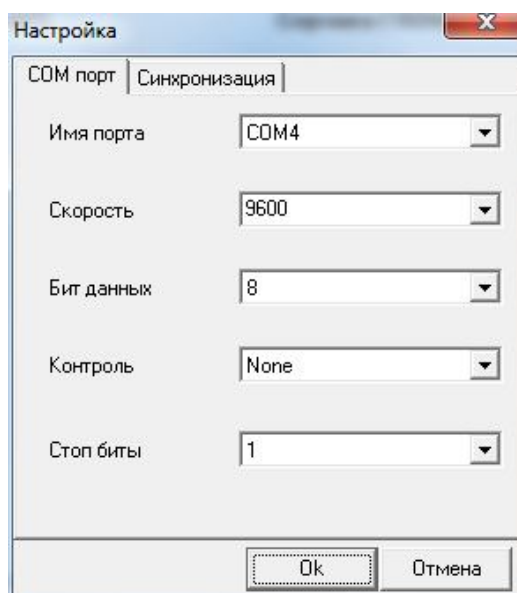 Настройка
COM порт Синхронизация
Имя порта COM4
Скорость 9600
Бит данных 8
Контроль None
Стоп биты 1
Ok Отмена